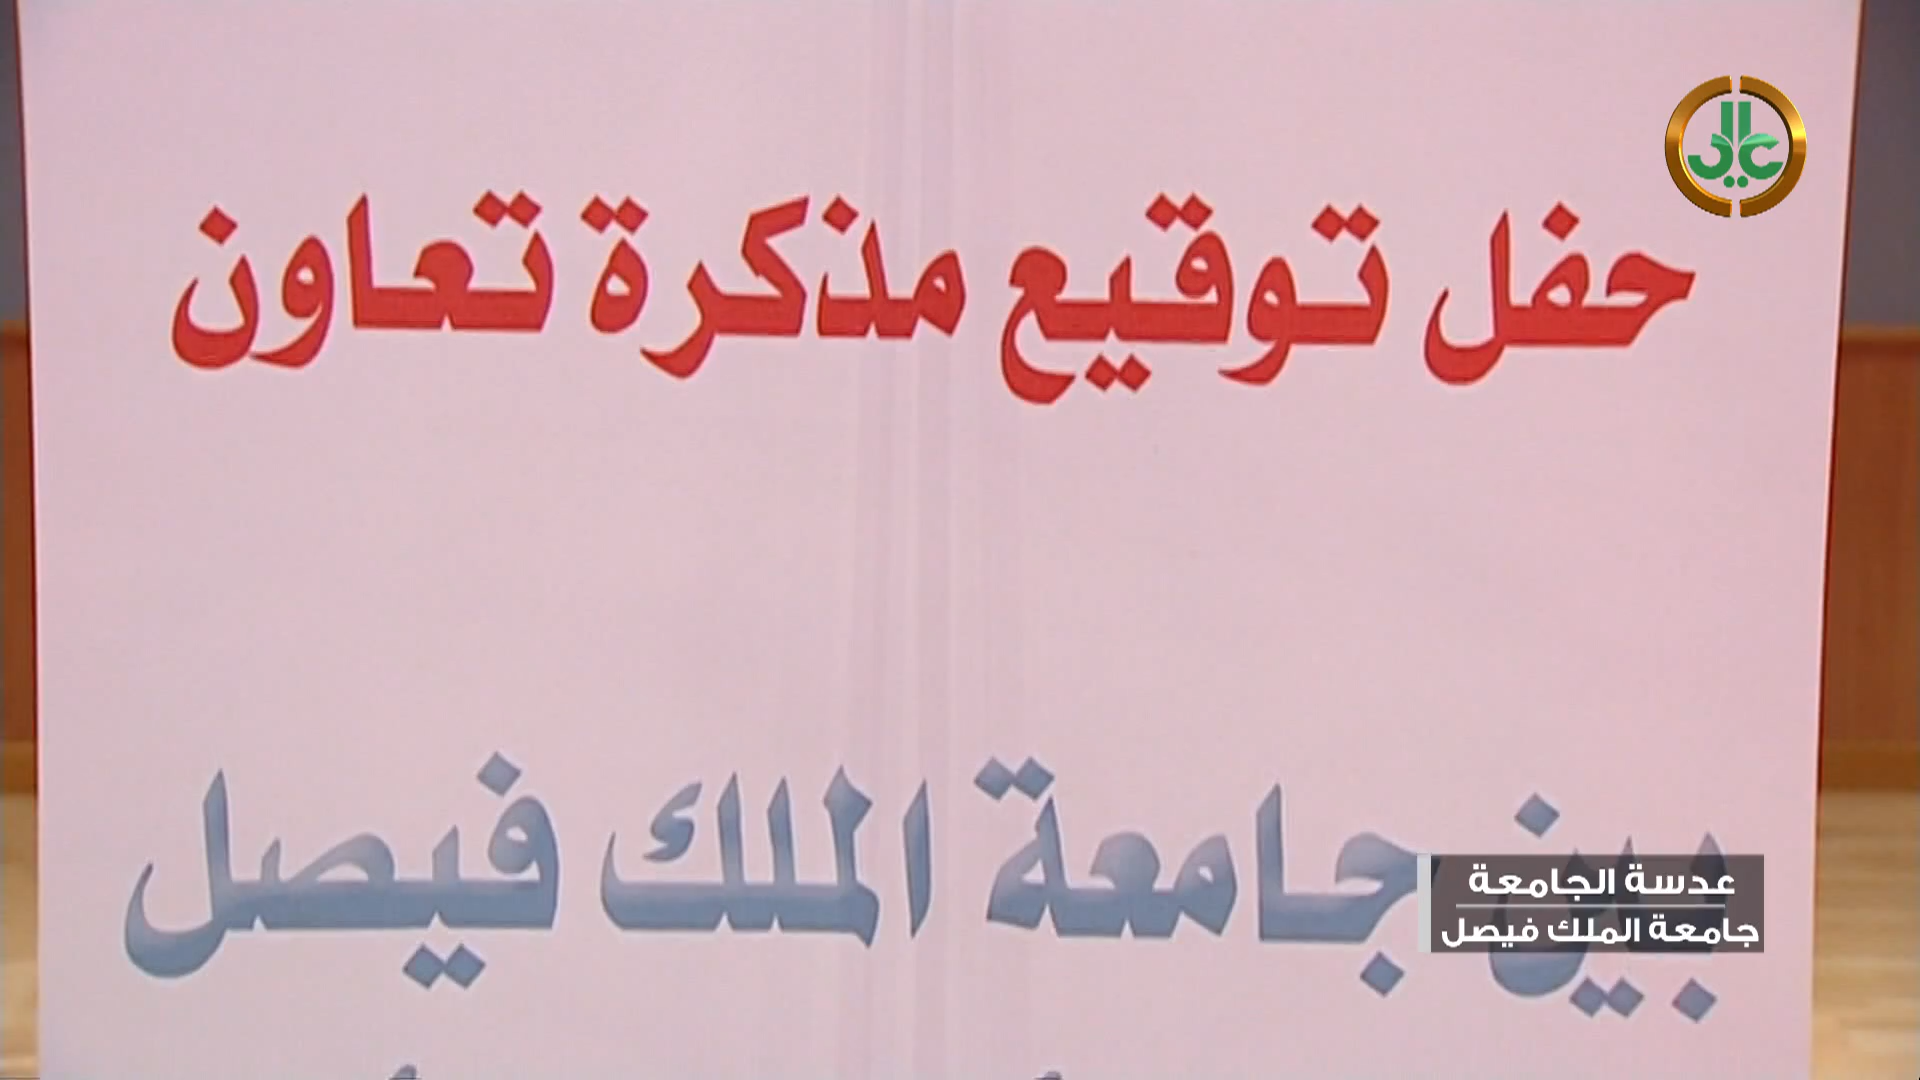 حفل توقيع مذكرة تعاون
بين جامعة الملك فيصل
عدسة الجامعة
جامعة الملك فيصل